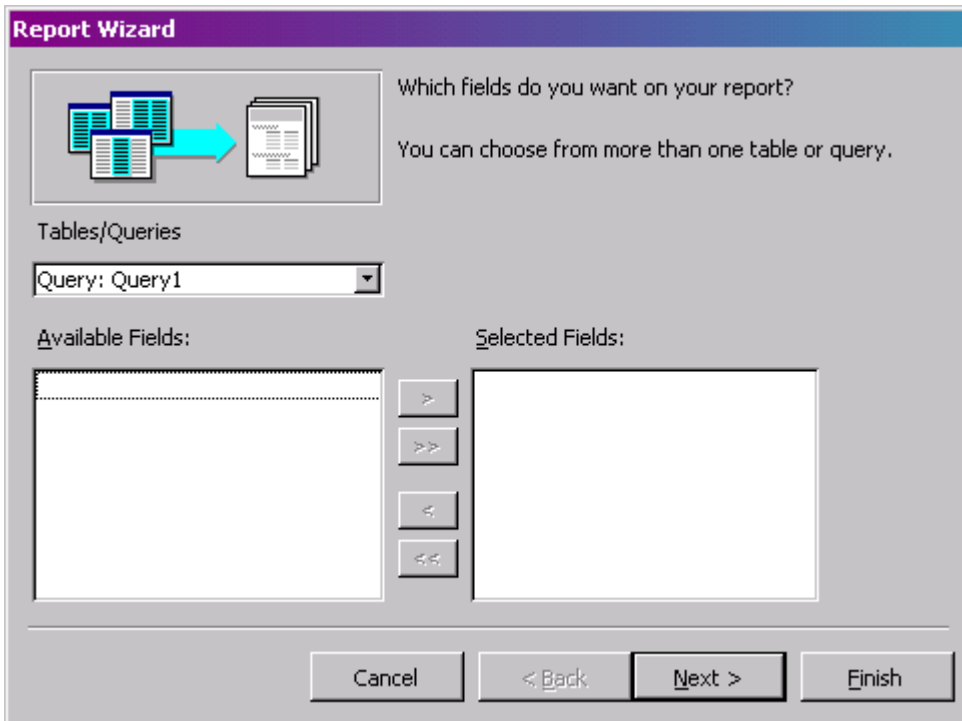 Report Wizard
Which fields do you want on your report?
You can choose from more than one table or query.
Tables/Queries
Query: Query1
Available Fields:
Selected Fields:
>
>>
<
<<
Cancel
< Back
Next >
Finish